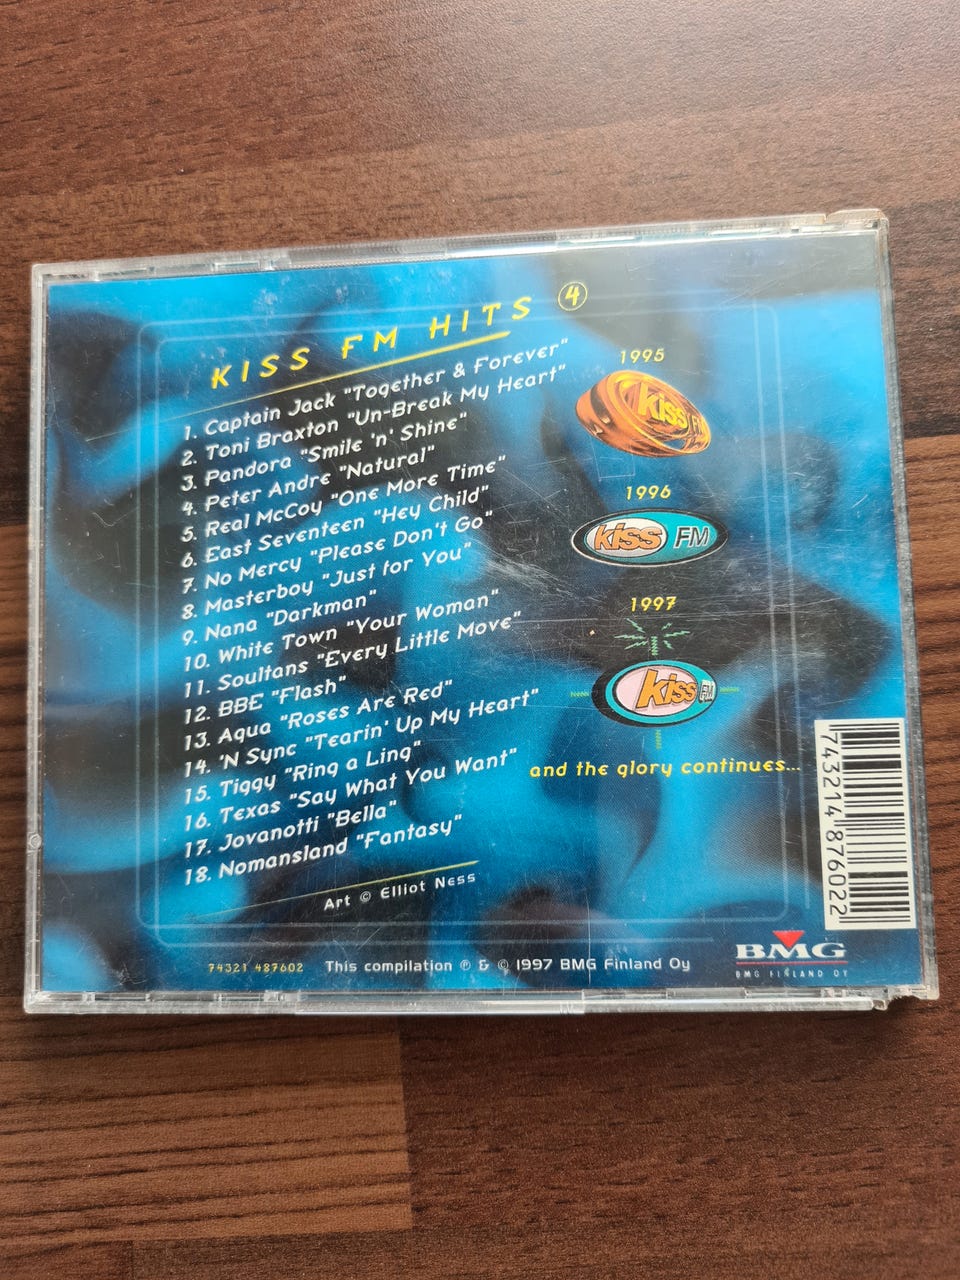 KISS FM HITS 4
1. Captain Jack "Together & Forever"
2. Toni Braxton "Un-Break My Heart"
3. Pandora "Smile 'n' Shine"
4. Peter Andre "Natural"
5. Real McCoy "One More Time"
6. East Seventeen "Hey Child"
7. No Mercy "Please Don't Go"
8. Masterboy "Just for You"
9. Nana "Darkman"
10. White Town "Your Woman"
11. Soultans "Every Little Move"
12. BBE "Flash"
13. Aqua "Roses Are Red"
14. 'N Sync "Tearin' Up My Heart"
15. Tiggy "Ring a Ling"
16. Texas "Say What You Want"
17. Jovanotti "Bella"
18. Nomansland "Fantasy"
Art © Elliot Ness
1995
kiss FM
1996
kiss FM
1997
kiss FM
and the glory continues...
743214876022
74321 487602 This compilation ℗ & © 1997 BMG Finland Oy
BMG
BMG FINLAND OY